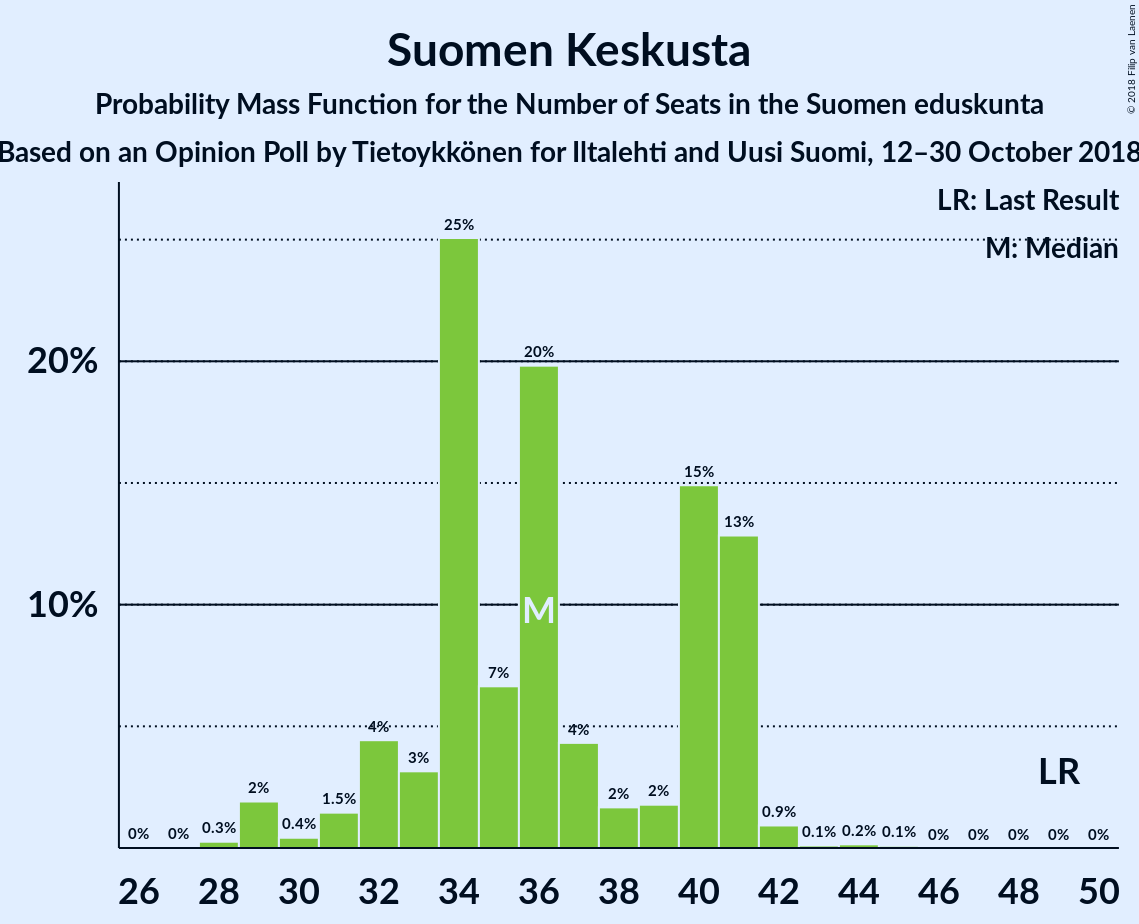 Suomen Keskusta
Probability Mass Function for the Number of Seats in the Suomen eduskunta
Based on an Opinion Poll by Tietoykkönen for Iltalehti and Uusi Suomi, 12–30 October 2018
© 2018 Filip van Laenen
LR: Last Result
M: Median
20%
10%
0% 0% 0.3% 2% 0.4% 1.5% 4% 3% 25% 7% 20% 4% 2% 2% 15% 13% 0.9% 0.1% 0.2% 0.1% 0% 0% 0% 0% 0%
M
LR
26 28 30 32 34 36 38 40 42 44 46 48 50